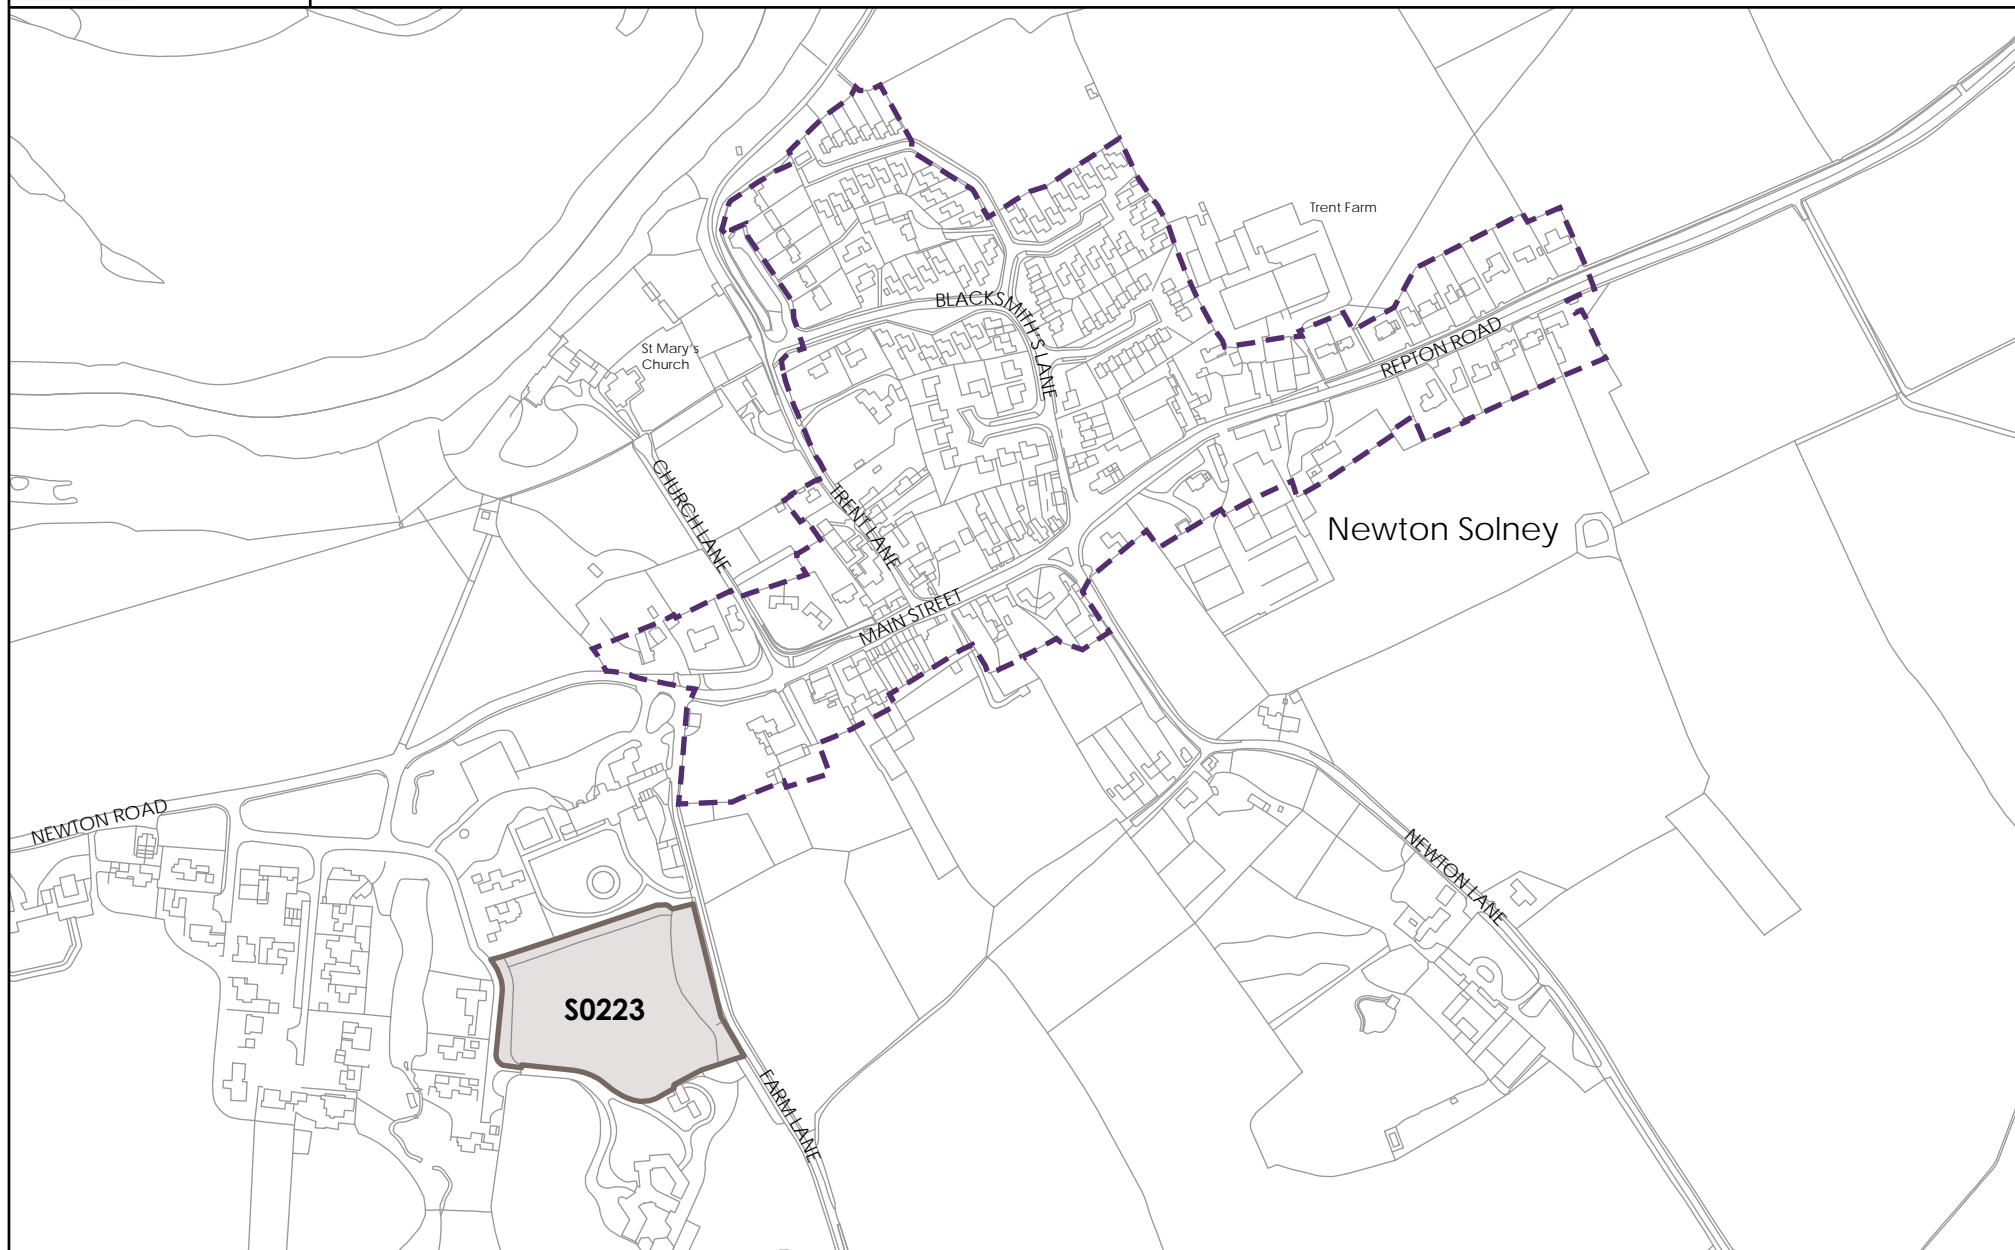 Trent Farm
BLACKSMITH'S LANE
REPTON ROAD
St Mary's
Church
CHURCH LANE
TRENT LANE
Newton Solney
MAIN STREET
NEWTON ROAD
NEWTON LANE
S0223
FARM LANE